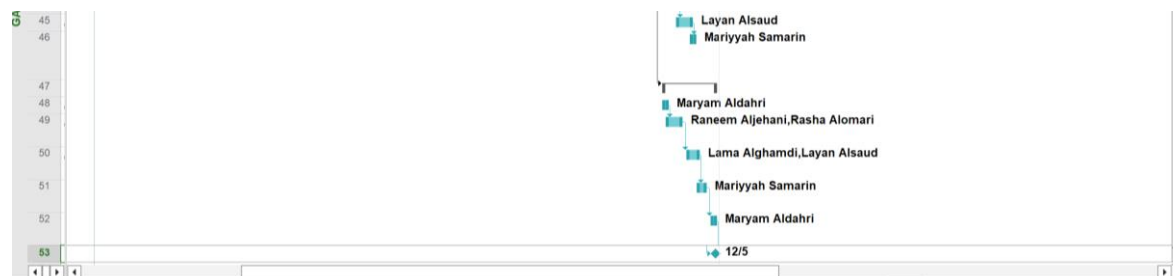 GA
45 Layan Alsaud
46 Mariyyah Samarin
47
48 Maryam Aldahri
49 Raneem Aljehani,Rasha Alomari
50 Lama Alghamdi,Layan Alsaud
51 Mariyyah Samarin
52 Maryam Aldahri
53 12/5